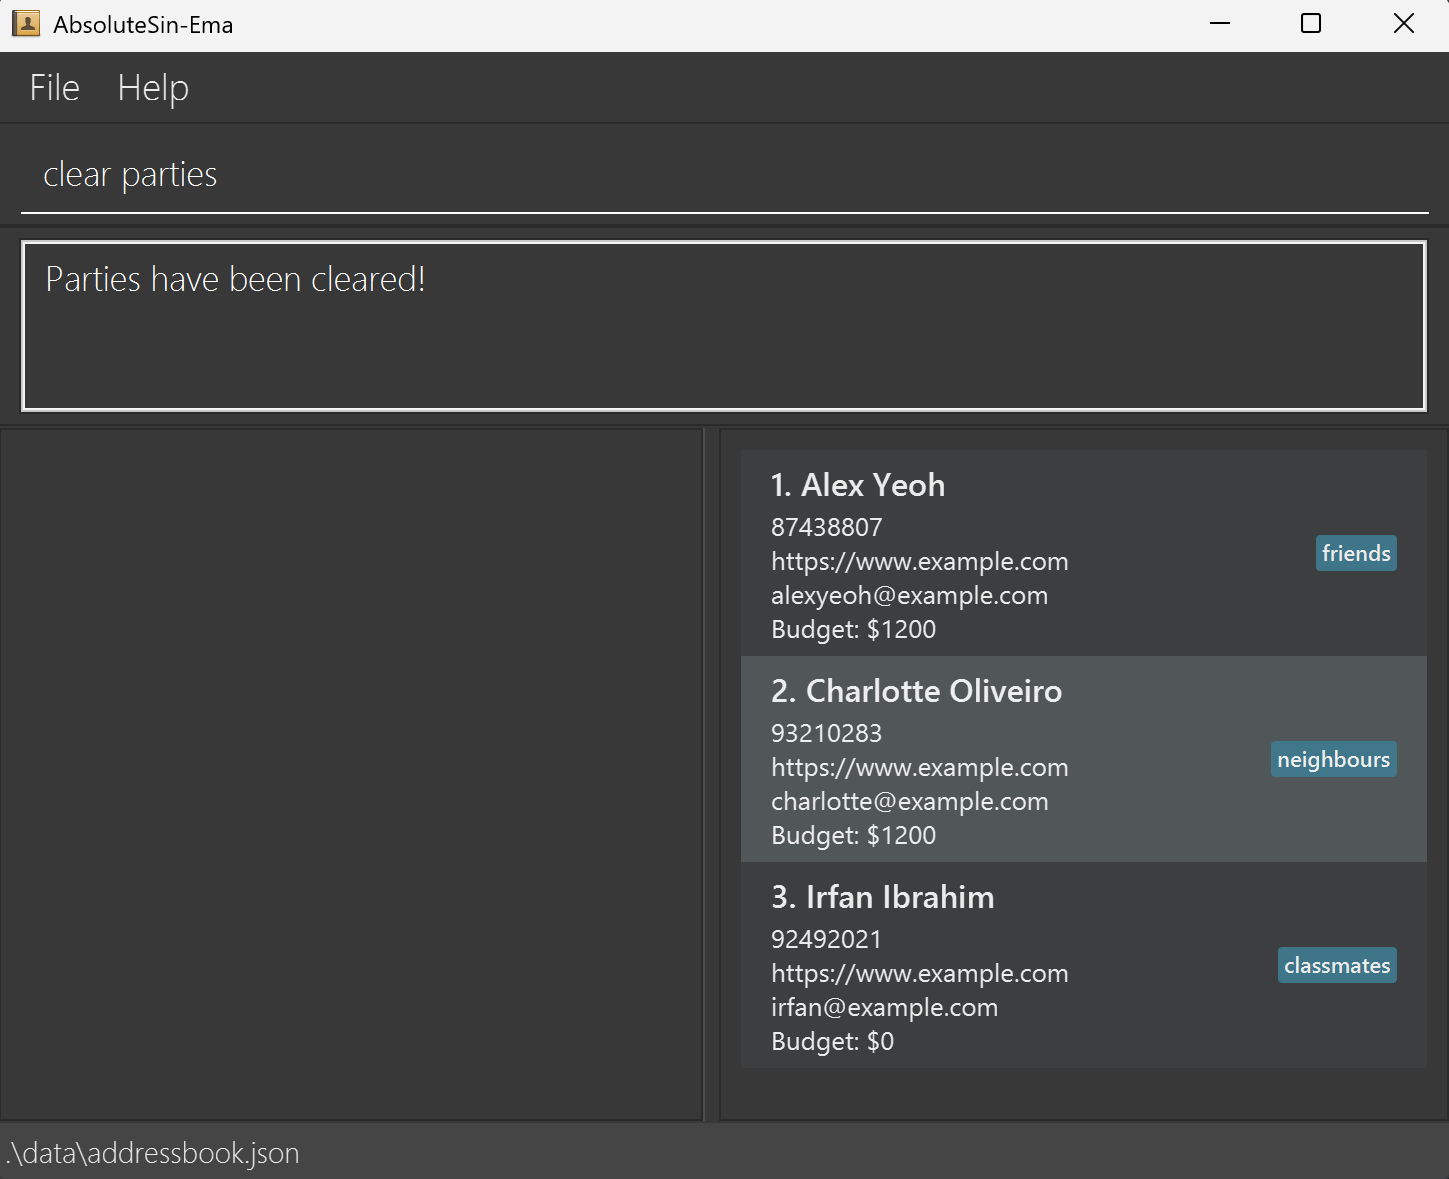 AbsoluteSin-Ema
File Help
clear parties
Parties have been cleared!
1. Alex Yeoh
87438807
https://www.example.com
alexyeoh@example.com
Budget: $1200
friends
2. Charlotte Oliveiro
93210283
https://www.example.com
charlotte@example.com
Budget: $1200
neighbours
3. Irfan Ibrahim
92492021
https://www.example.com
irfan@example.com
Budget: $0
classmates
.\data\addressbook.json